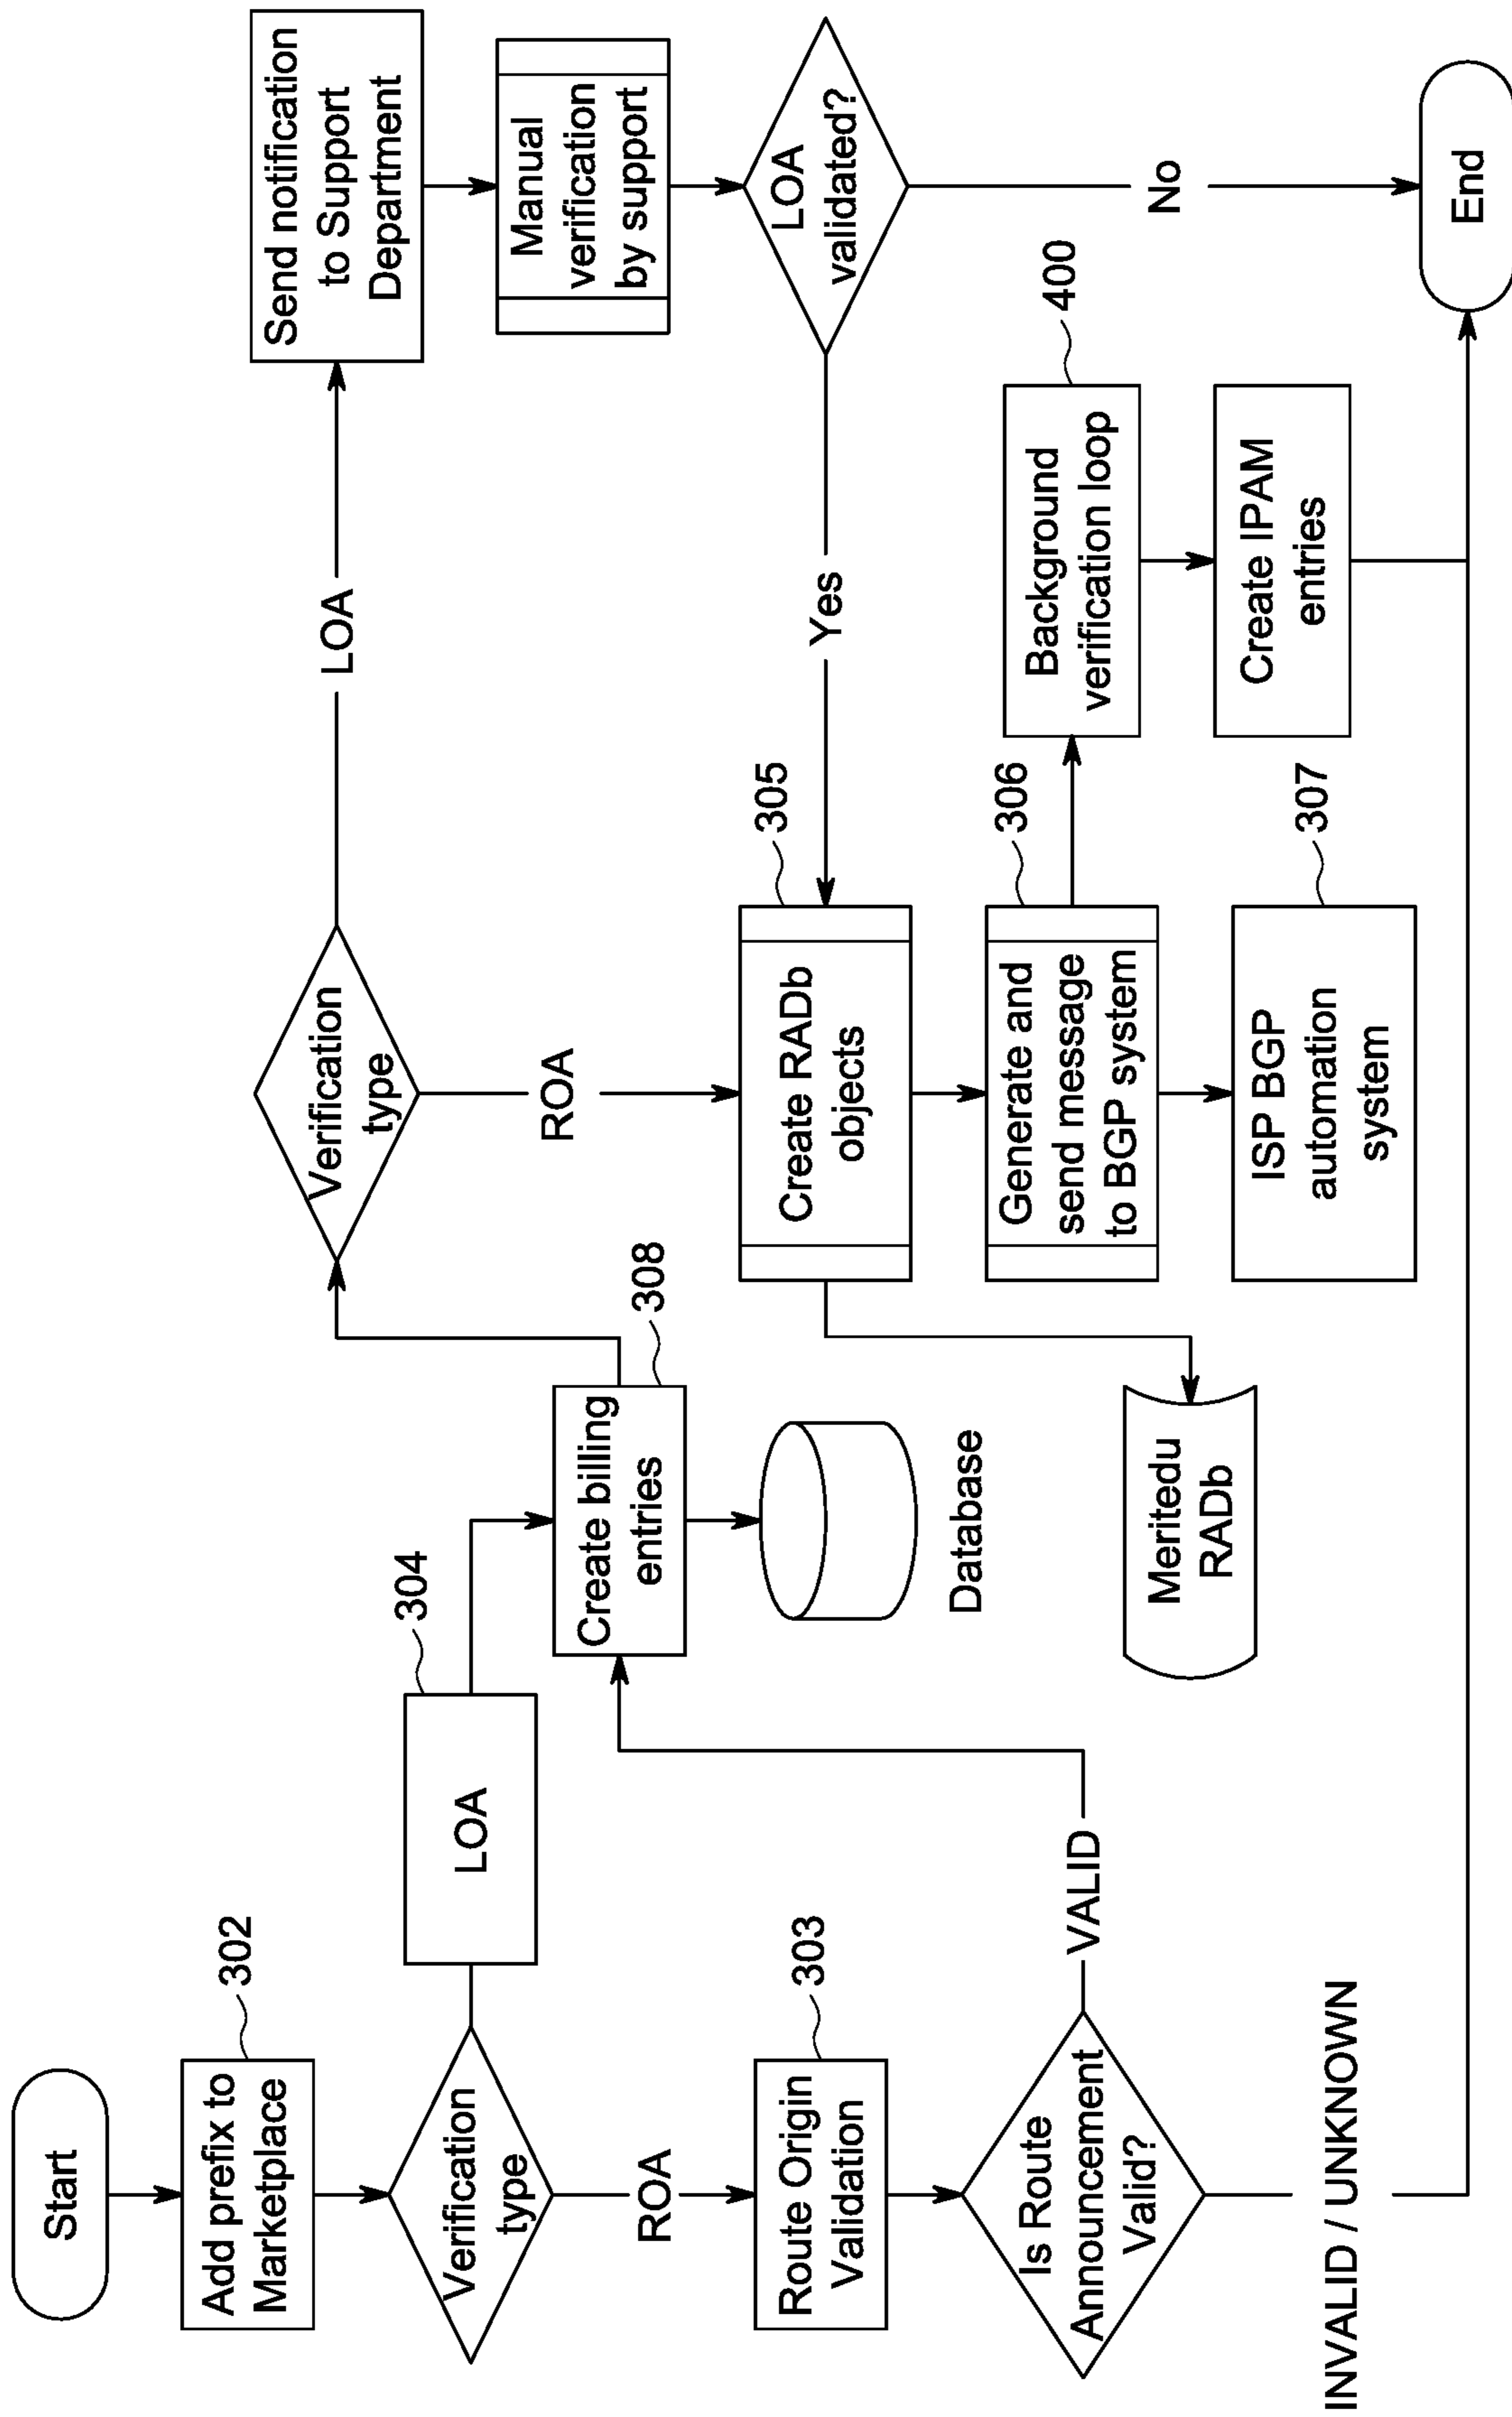 Start
302
Add prefix to
Marketplace
Verification
type
LOA
304
ROA
303
Route Origin
Validation
Is Route
Announcement
Valid?
VALID
INVALID / UNKNOWN
Create billing
entries
308
Database
Verification
type
LOA
ROA
305
Create RADb
objects
Meritedu
RADb
306
Generate and
send message
to BGP system
307
ISP BGP
automation
system
Send notification
to Support
Department
Manual
verification
by support
LOA
validated?
Yes
No
400
Background
verification loop
Create IPAM
entries
End